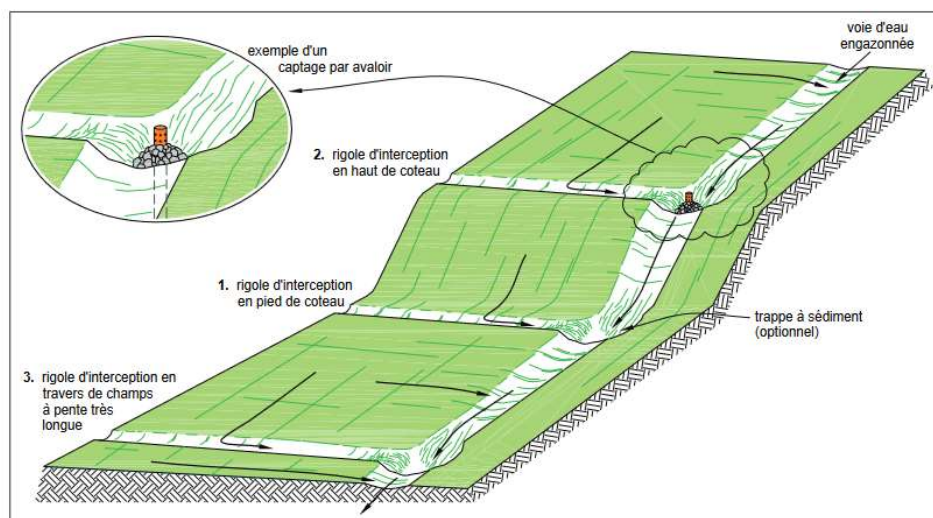 exemple d'un
captage par avaloir
voie d'eau
engazonnée
2. rigole d'interception
en haut de coteau
1. rigole d'interception
en pied de coteau
trappe à sédiment
(optionnel)
3. rigole d'interception en
travers de champs
à pente très
longue